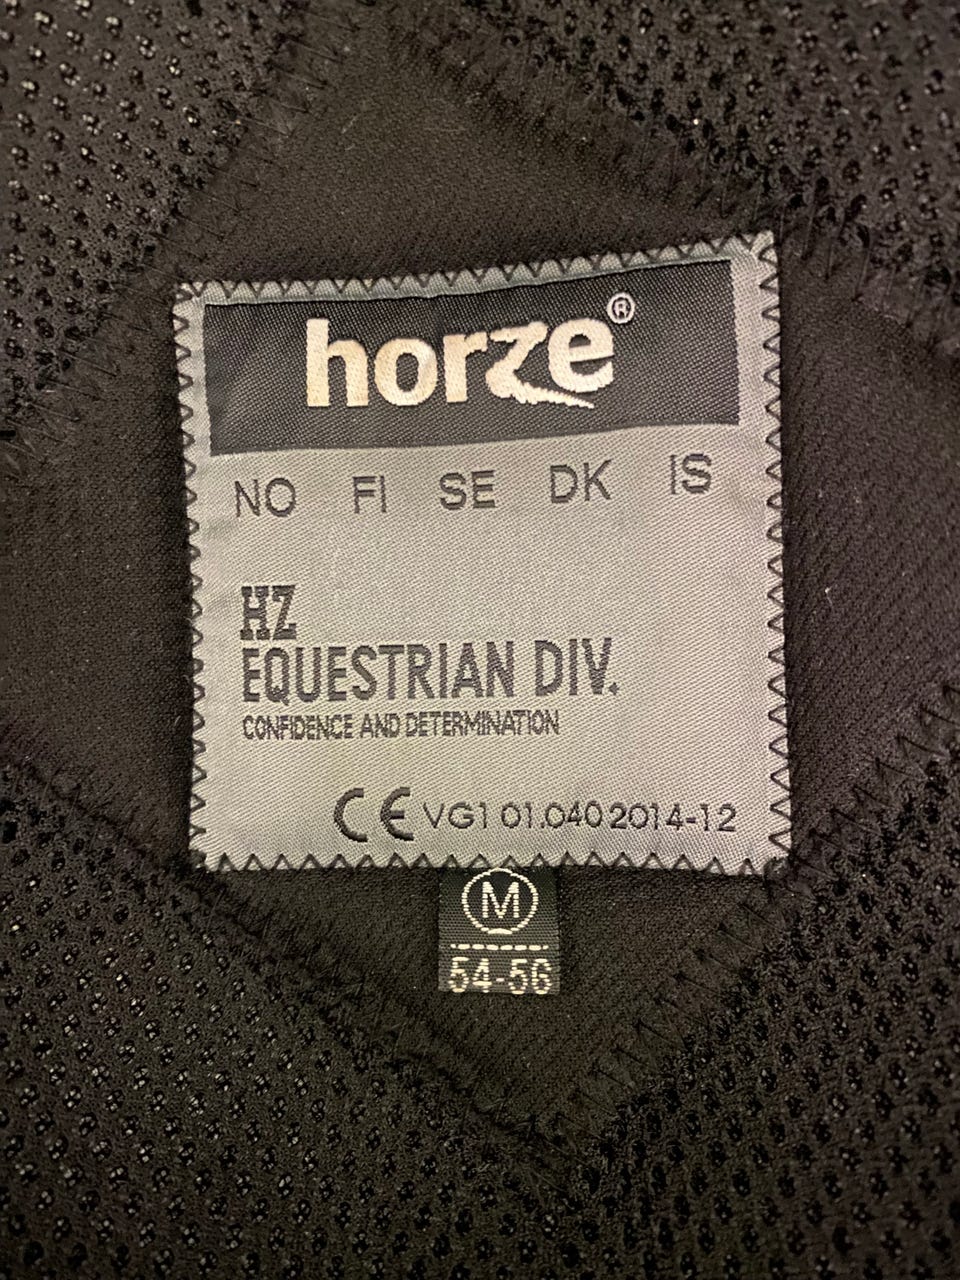 horze®
NO FI SE DK IS
HZ
EQUESTRIAN DIV.
CONFIDENCE AND DETERMINATION
CE VG1 01.040 2014-12
M
54-56